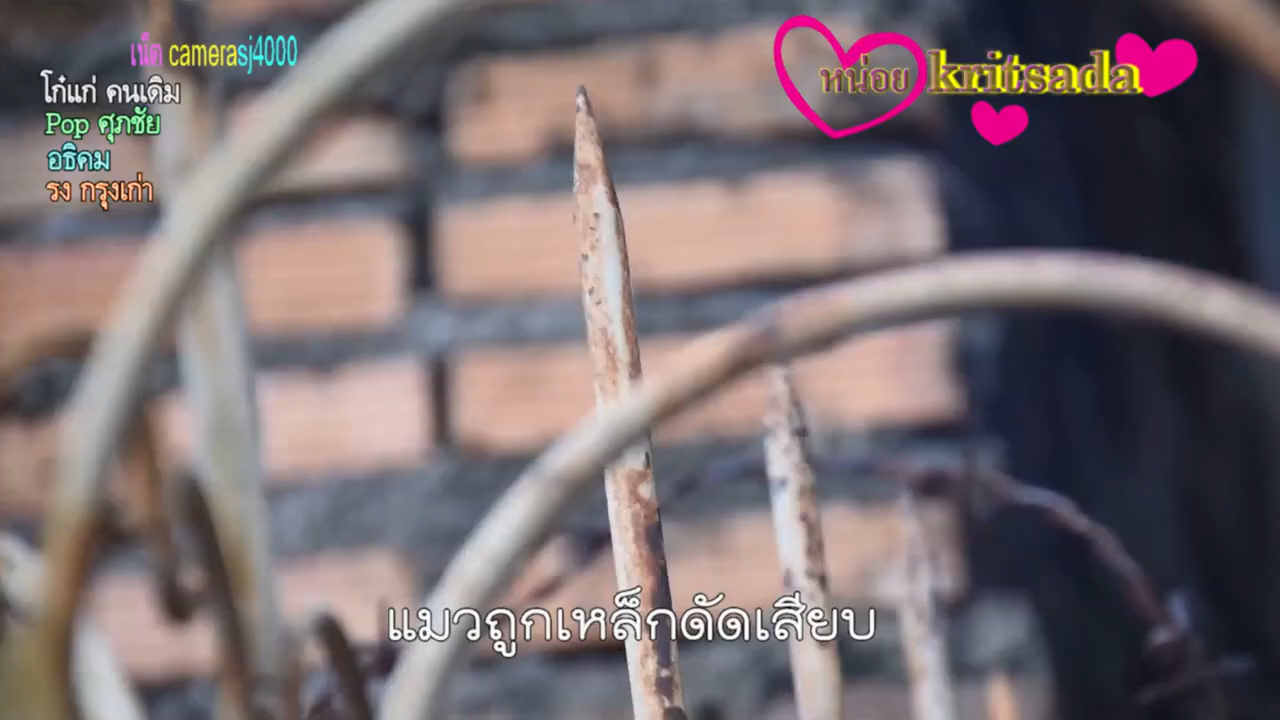 เน็ต camerasj4000
โก๋แก่ คนเดิม
Pop ศุภชัย
อธิคม
รง กรุงเก่า
หน่อย kritsada
แมวถูกเหล็กดัดเสียบ